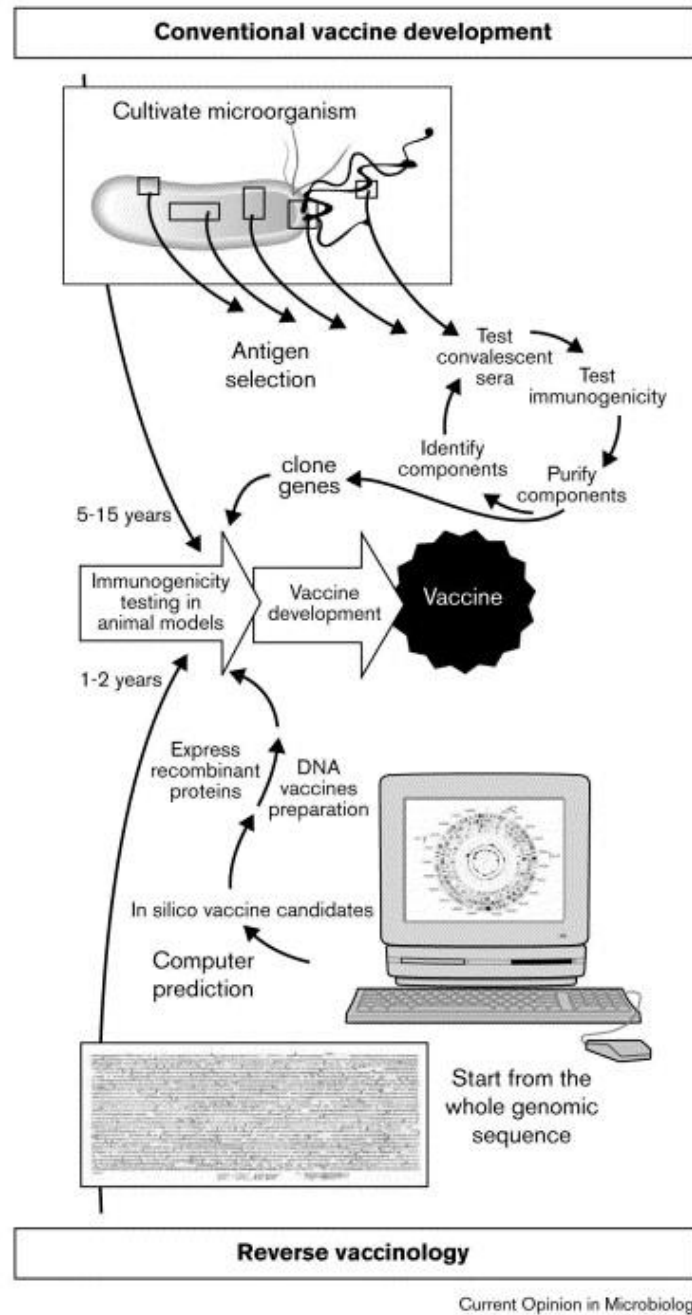 Conventional vaccine development
Cultivate microorganism
Antigen
selection
Test
convalescent
sera
Test
immunogenicity
Identify
components
Purify
components
clone
genes
5-15 years
Immunogenicity
testing in
animal models
Vaccine
development
Vaccine
1-2 years
Express
recombinant
proteins
DNA
vaccines
preparation
In silico vaccine candidates
Computer
prediction
Start from the
whole genomic
sequence
Reverse vaccinology
Current Opinion in Microbiolog